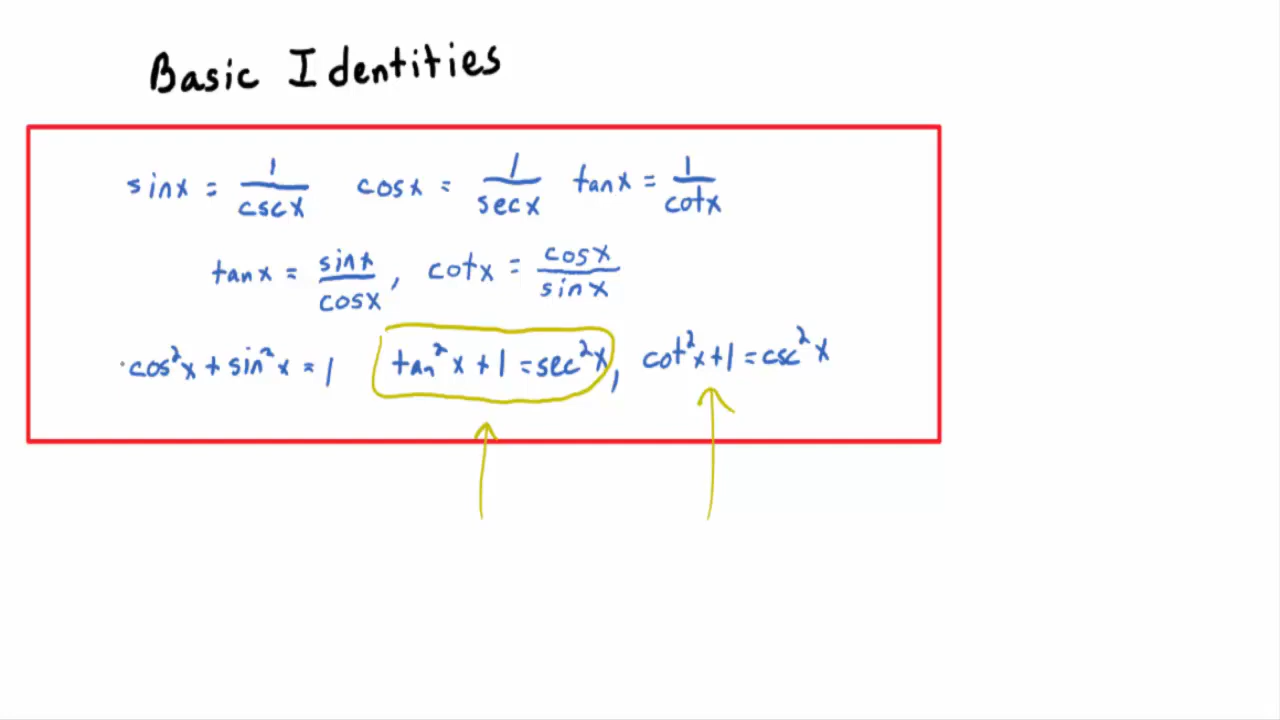 Basic Identities
sinx = 1/cscx cosx = 1/secx tanx = 1/cotx
tanx = sinx/cosx, cotx = cosx/sinx
cos²x + sin²x = 1 tan²x + 1 = sec²x, cot²x + 1 = csc²x